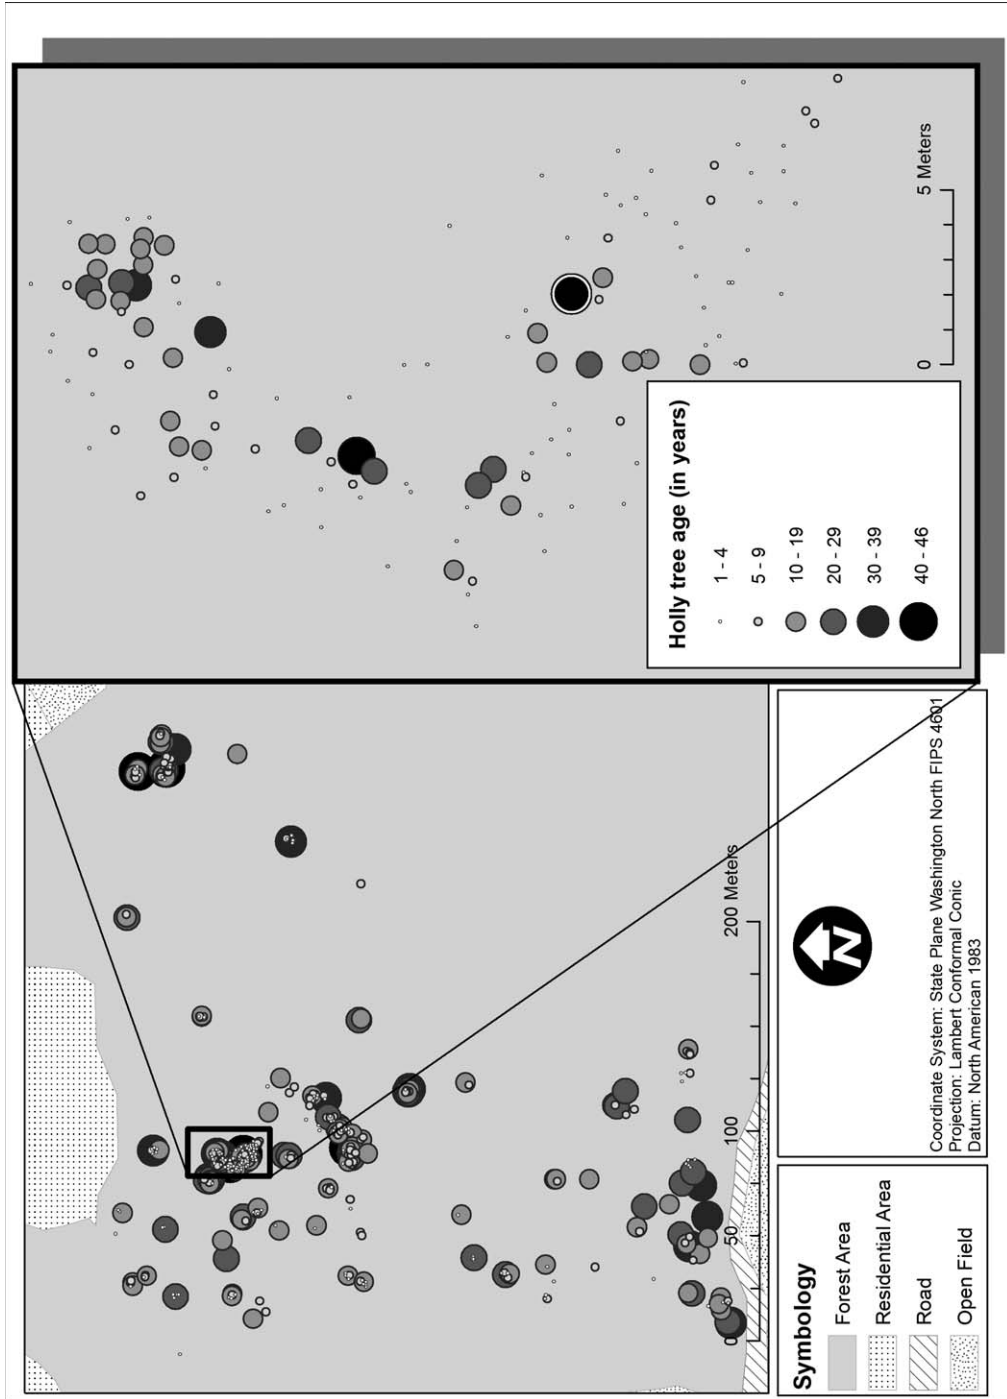 5 Meters
0
Holly tree age (in years)
1 - 4
5 - 9
10 - 19
20 - 29
30 - 39
40 - 46
0
50
100
200 Meters
Symbology
Forest Area
Residential Area
Road
Open Field
N
Coordinate System: State Plane Washington North FIPS 4601
Projection: Lambert Conformal Conic
Datum: North American 1983